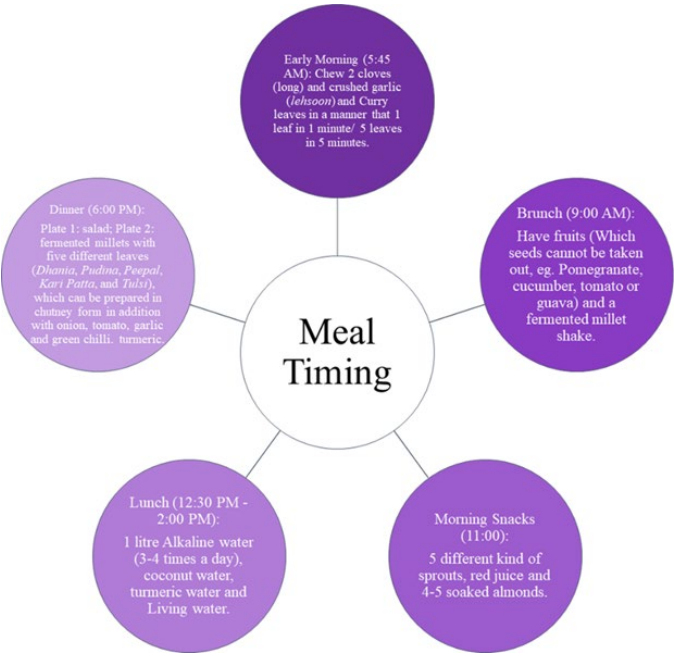 Meal
Timing
Early Morning (5:45
AM): Chew 2 cloves
(long) and crushed garlic
(lehsoon) and Curry
leaves in a manner that 1
leaf in 1 minute/ 5 leaves
in 5 minutes.
Brunch (9:00 AM):
Have fruits (Which
seeds cannot be taken
out, eg. Pomegranate,
cucumber, tomato or
guava) and a
fermented millet
shake.
Morning Snacks
(11:00):
5 different kind of
sprouts, red juice and
4-5 soaked almonds.
Lunch (12:30 PM -
2:00 PM):
1 litre Alkaline water
(3-4 times a day),
coconut water,
turmeric water and
Living water.
Dinner (6:00 PM):
Plate 1: salad; Plate 2:
fermented millets with
five different leaves
(Dhania, Pudina, Peepal,
Kari Patta, and Tulsi),
which can be prepared in
chutney form in addition
with onion, tomato, garlic
and green chilli. turmeric.